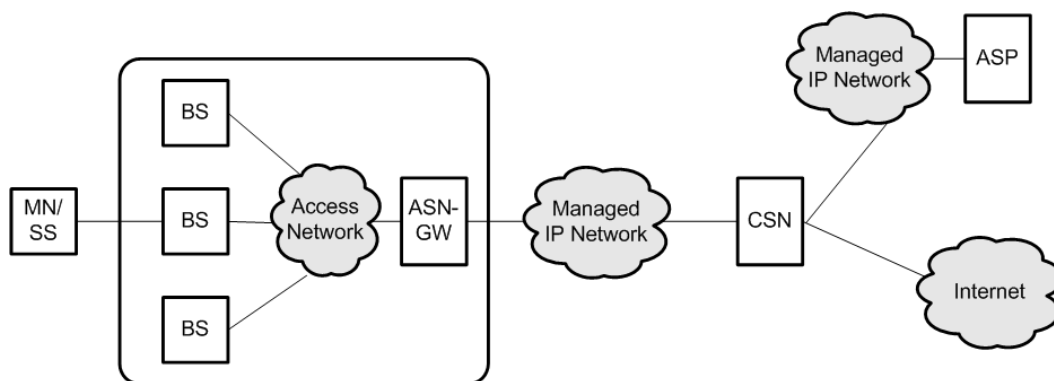 MN/
SS
BS
BS
BS
Access
Network
ASN-
GW
Managed
IP Network
CSN
Managed
IP Network
ASP
Internet